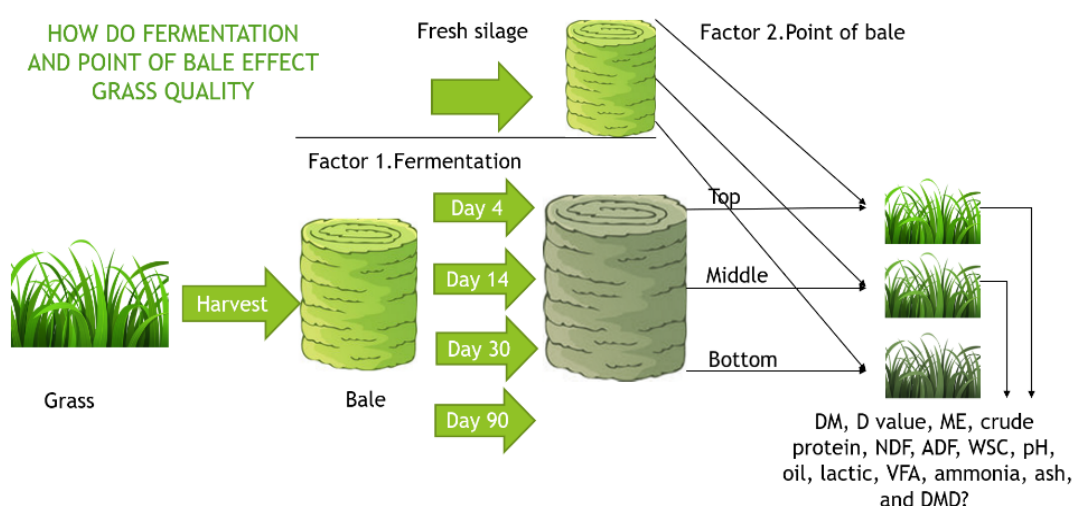 HOW DO FERMENTATION
AND POINT OF BALE EFFECT
GRASS QUALITY
Fresh silage
Factor 2.Point of bale
Factor 1.Fermentation
Day 4
Top
Day 14
Middle
Harvest
Day 30
Bottom
Grass
Bale
Day 90
DM, D value, ME, crude
protein, NDF, ADF, WSC, pH,
oil, lactic, VFA, ammonia, ash,
and DMD?